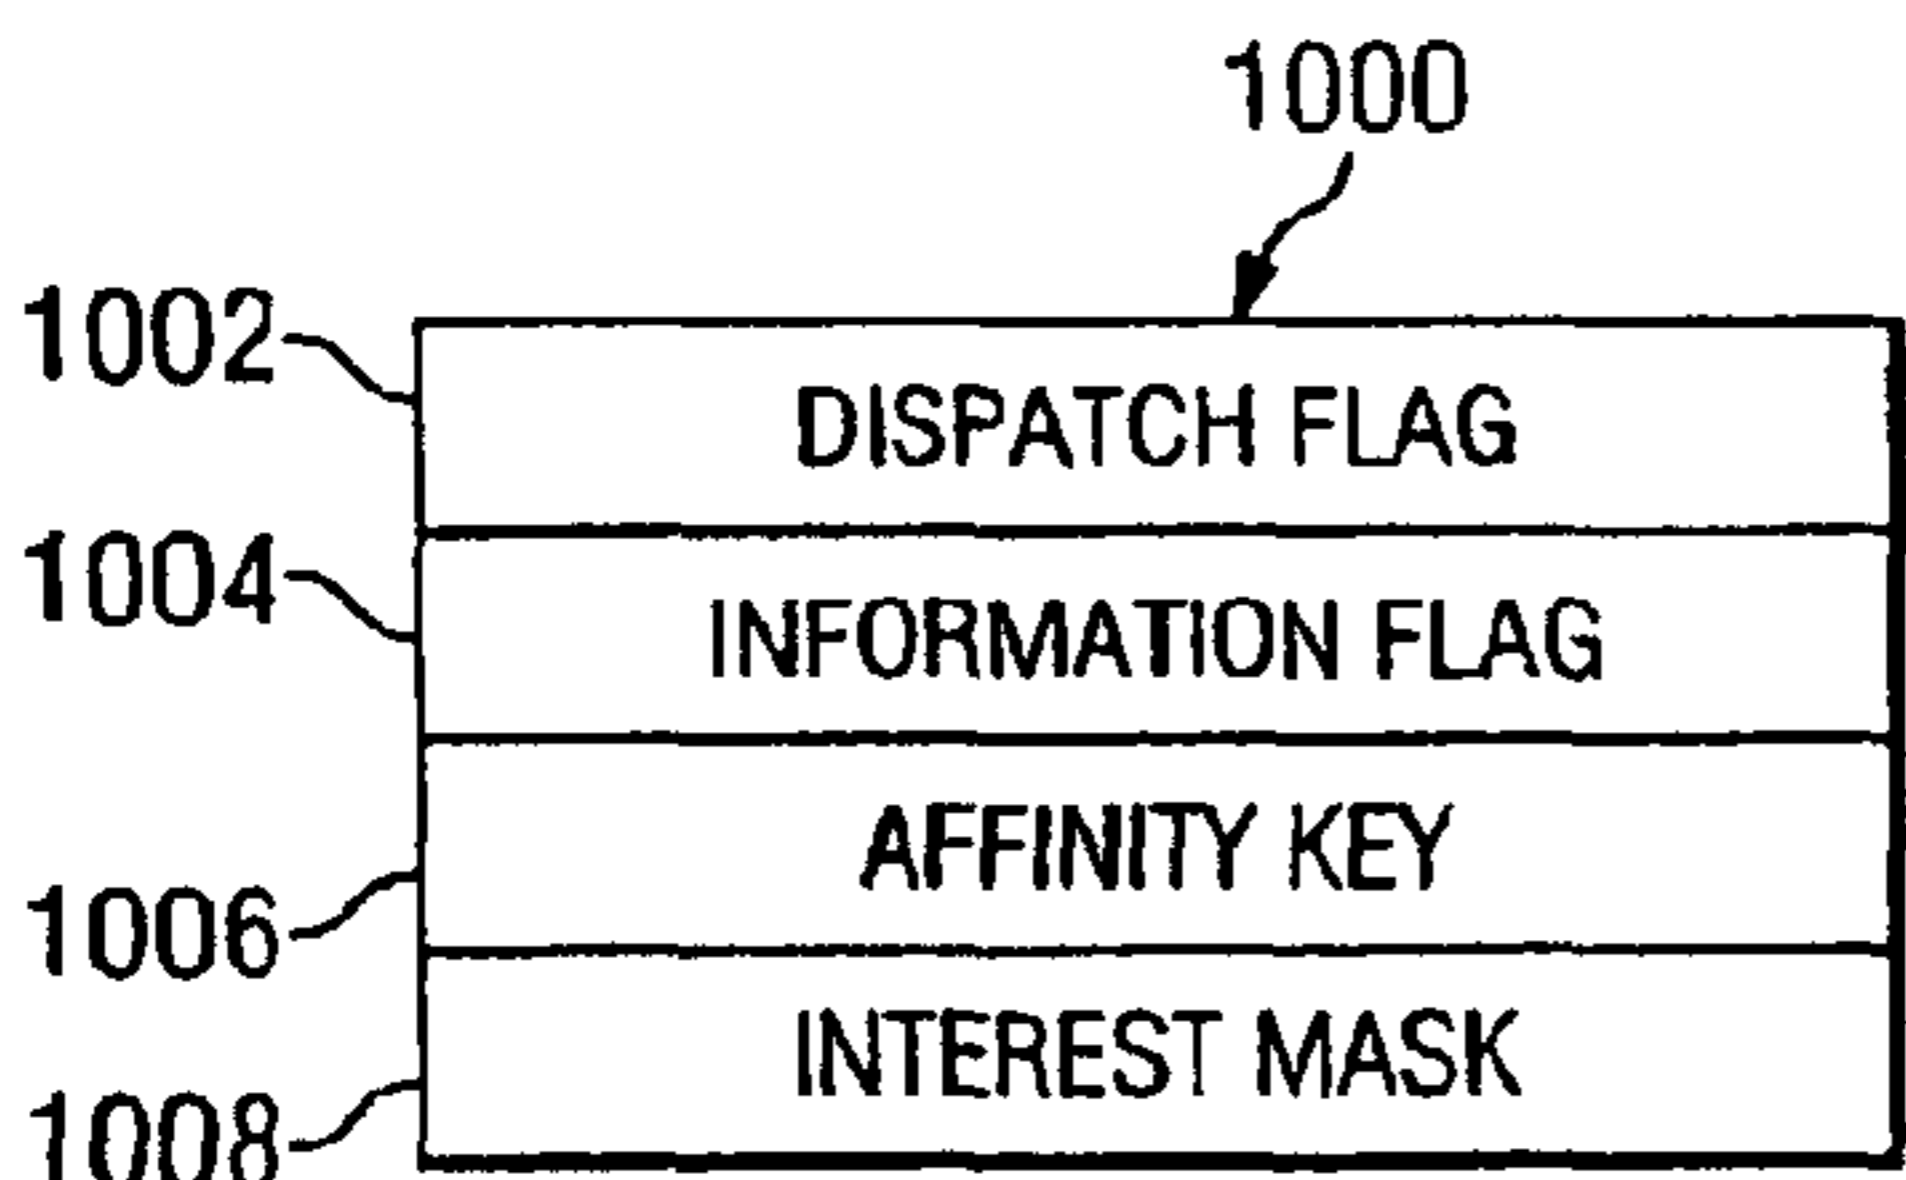 1000
1002
DISPATCH FLAG
1004
INFORMATION FLAG
AFFINITY KEY
1006
INTEREST MASK
1008